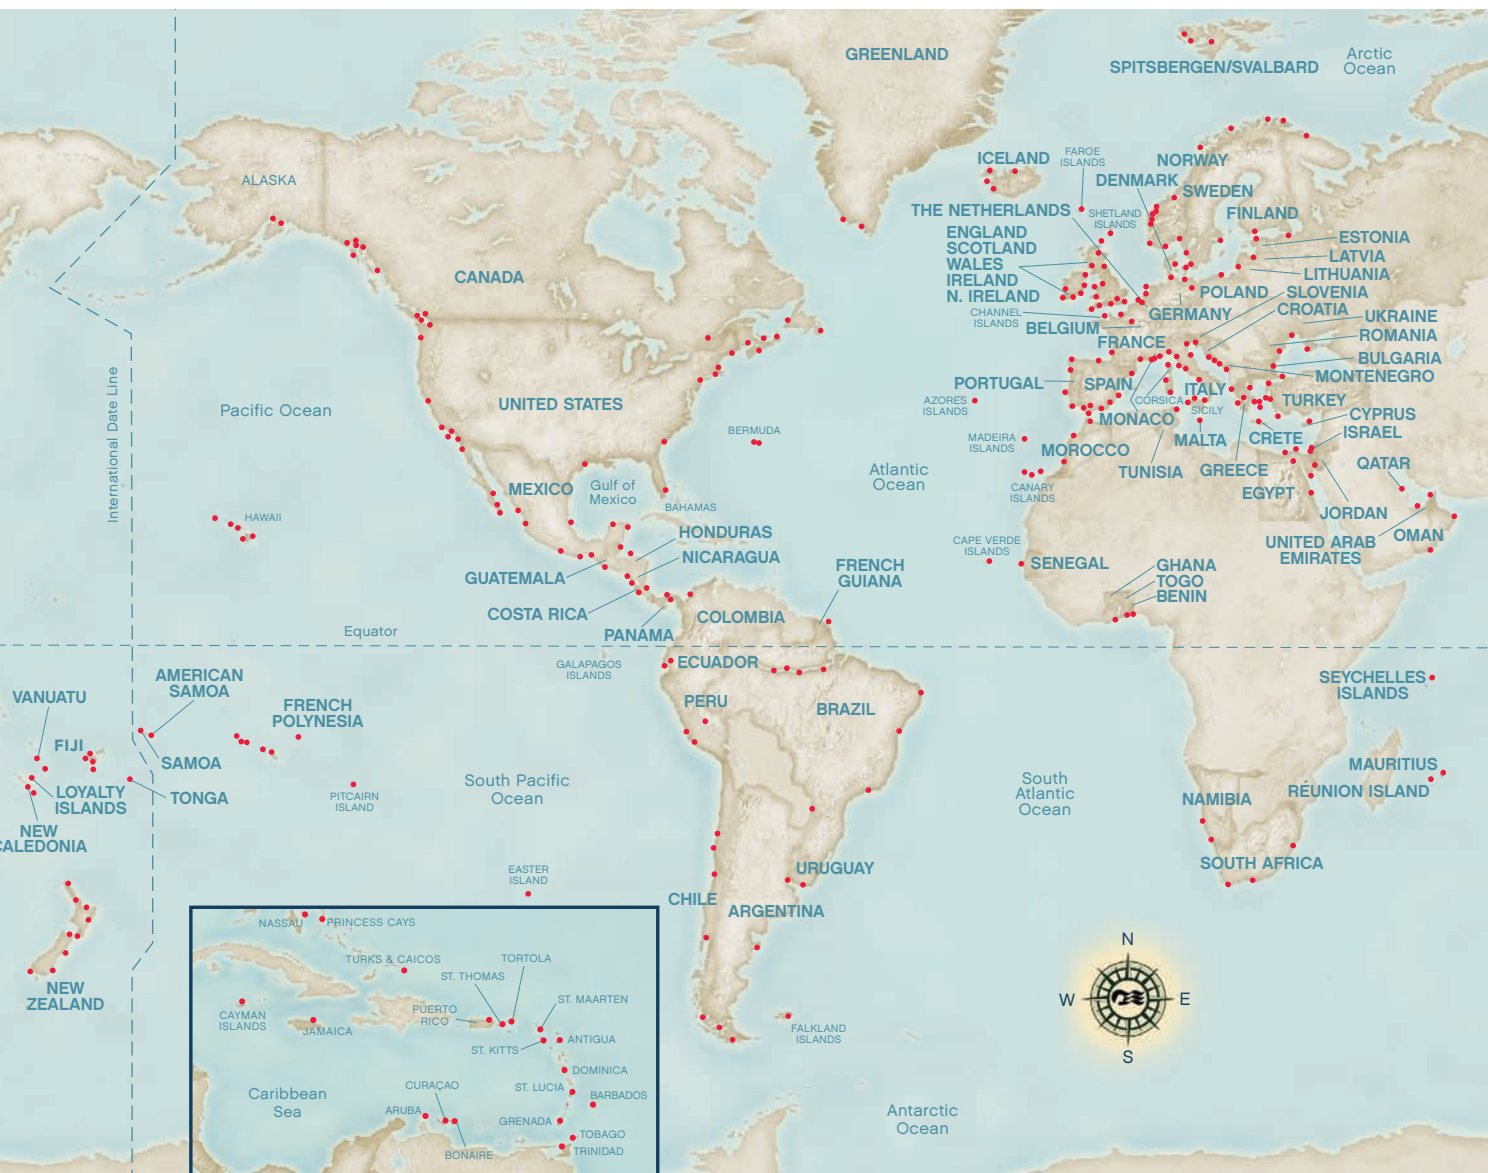 GREENLAND
SPITSBERGEN/SVALBARD
Arctic
Ocean
ALASKA
CANADA
ICELAND
FAROE
ISLANDS
NORWAY
DENMARK
SWEDEN
THE NETHERLANDS
SHETLAND
ISLANDS
FINLAND
ENGLAND
SCOTLAND
WALES
IRELAND
N. IRELAND
ESTONIA
LATVIA
LITHUANIA
POLAND
SLOVENIA
CROATIA
CHANNEL
ISLANDS
BELGIUM
GERMANY
UKRAINE
FRANCE
ROMANIA
BULGARIA
MONTENEGRO
PORTUGAL
SPAIN
ITALY
TURKEY
AZORES
ISLANDS
CORSICA
SICILY
MONACO
CYPRUS
ISRAEL
MADEIRA
ISLANDS
MOROCCO
MALTA
CRETE
TUNISIA
GREECE
QATAR
CANARY
ISLANDS
EGYPT
JORDAN
UNITED ARAB
EMIRATES
OMAN
International Date Line
Pacific Ocean
UNITED STATES
BERMUDA
Atlantic
Ocean
HAWAII
MEXICO
Gulf of
Mexico
BAHAMAS
HONDURAS
NICARAGUA
GUATEMALA
COSTA RICA
PANAMA
COLOMBIA
FRENCH
GUIANA
CAPE VERDE
ISLANDS
SENEGAL
GHANA
TOGO
BENIN
Equator
GALAPAGOS
ISLANDS
ECUADOR
PERU
BRAZIL
SEYCHELLES
ISLANDS
VANUATU
AMERICAN
SAMOA
FRENCH
POLYNESIA
FIJI
SAMOA
LOYALTY
ISLANDS
TONGA
NEW
CALEDONIA
PITCAIRN
ISLAND
South Pacific
Ocean
South
Atlantic
Ocean
MAURITIUS
RÉUNION ISLAND
NAMIBIA
SOUTH AFRICA
EASTER
ISLAND
CHILE
URUGUAY
ARGENTINA
NEW
ZEALAND
FALKLAND
ISLANDS
N
W
E
S
Antarctic
Ocean
NASSAU
PRINCESS CAYS
TURKS & CAICOS
TORTOLA
ST. THOMAS
CAYMAN
ISLANDS
JAMAICA
PUERTO
RICO
ST. MAARTEN
ST. KITTS
ANTIGUA
DOMINICA
Caribbean
Sea
CURAÇAO
ST. LUCIA
BARBADOS
ARUBA
GRENADA
BONAIRE
TOBAGO
TRINIDAD